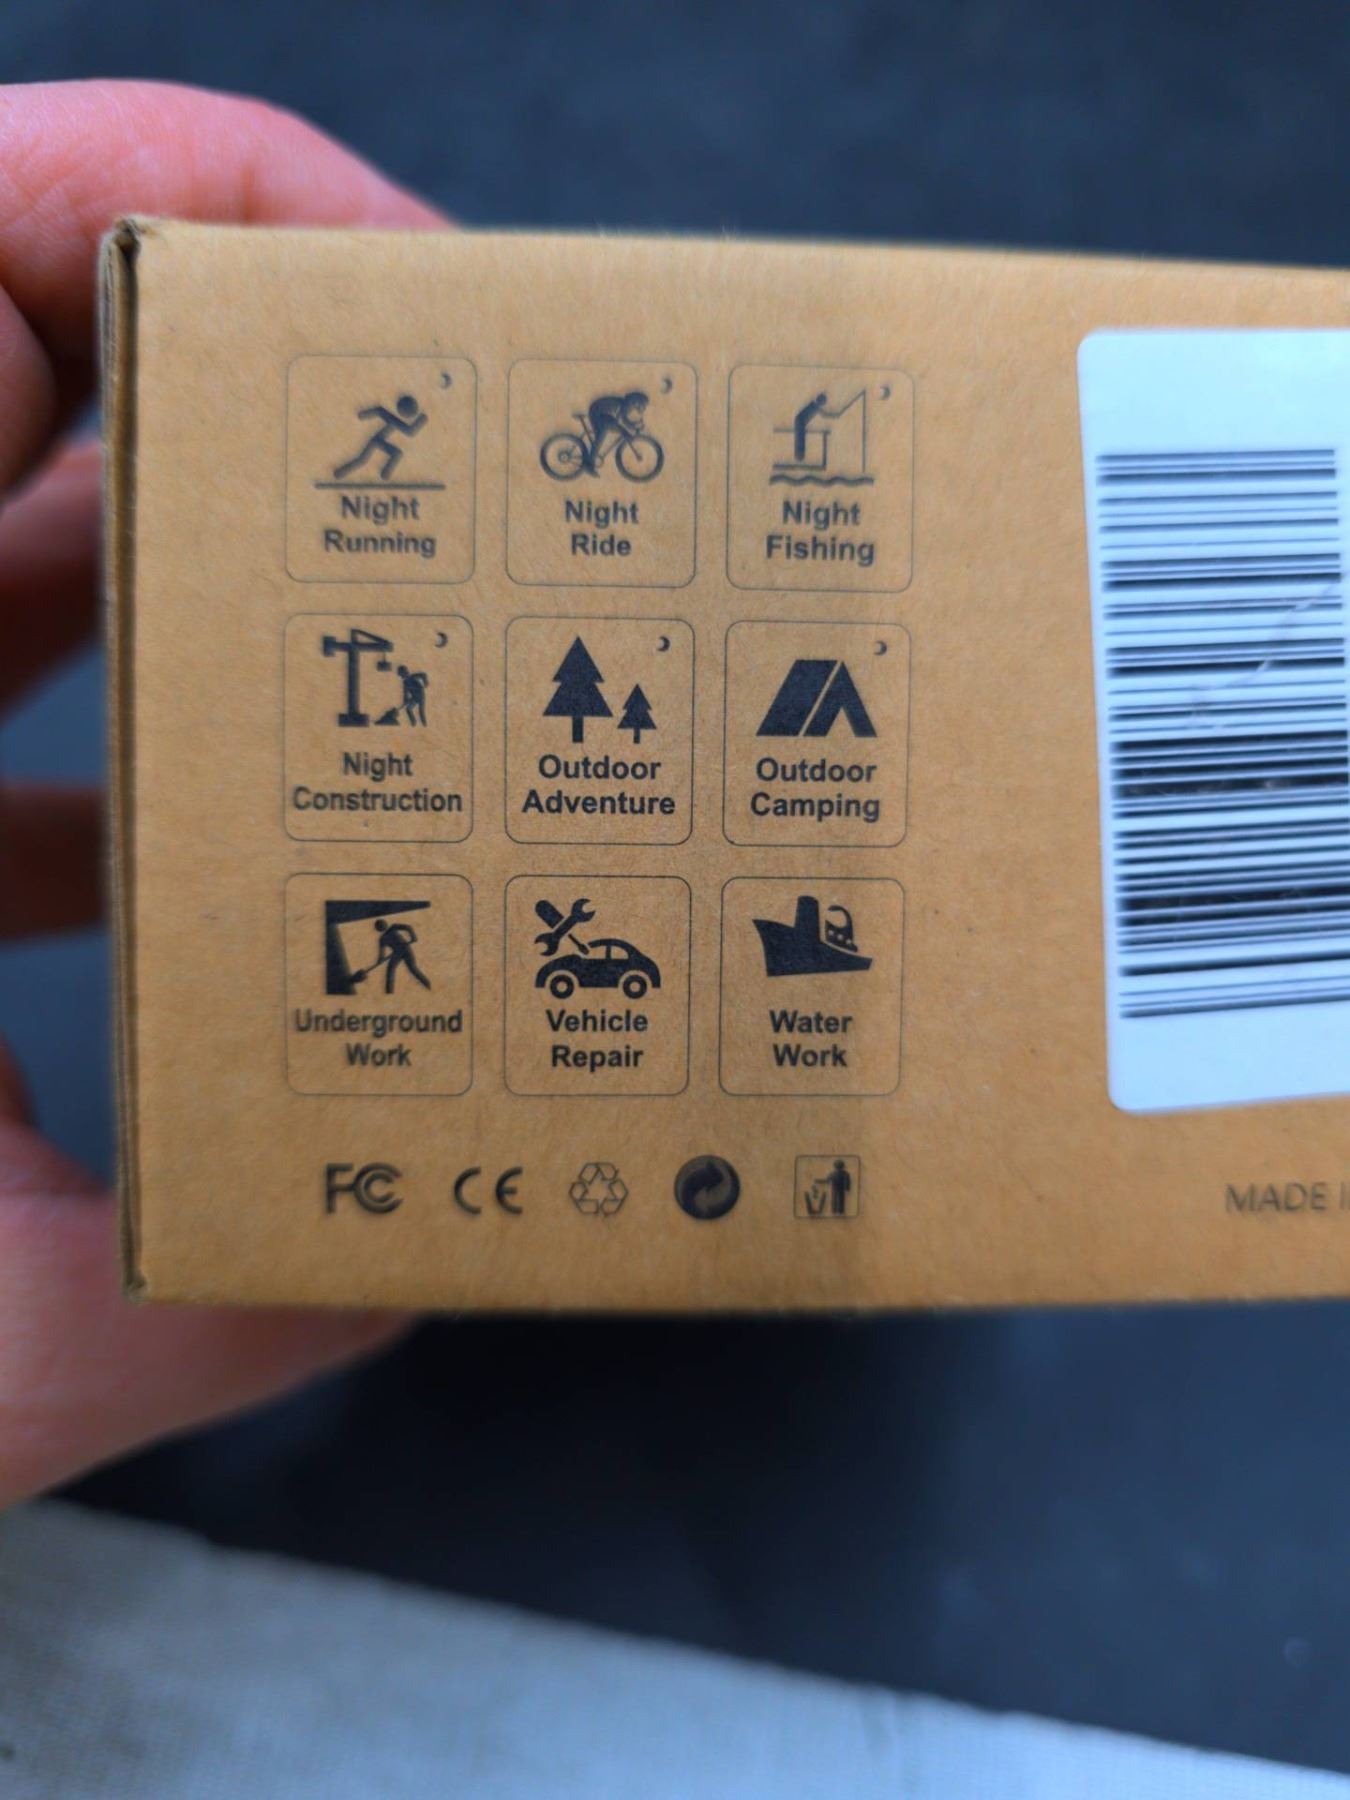 Night
Running
Night
Ride
Night
Fishing
Night
Construction
Outdoor
Adventure
Outdoor
Camping
Underground
Work
Vehicle
Repair
Water
Work
FC CE
MADE